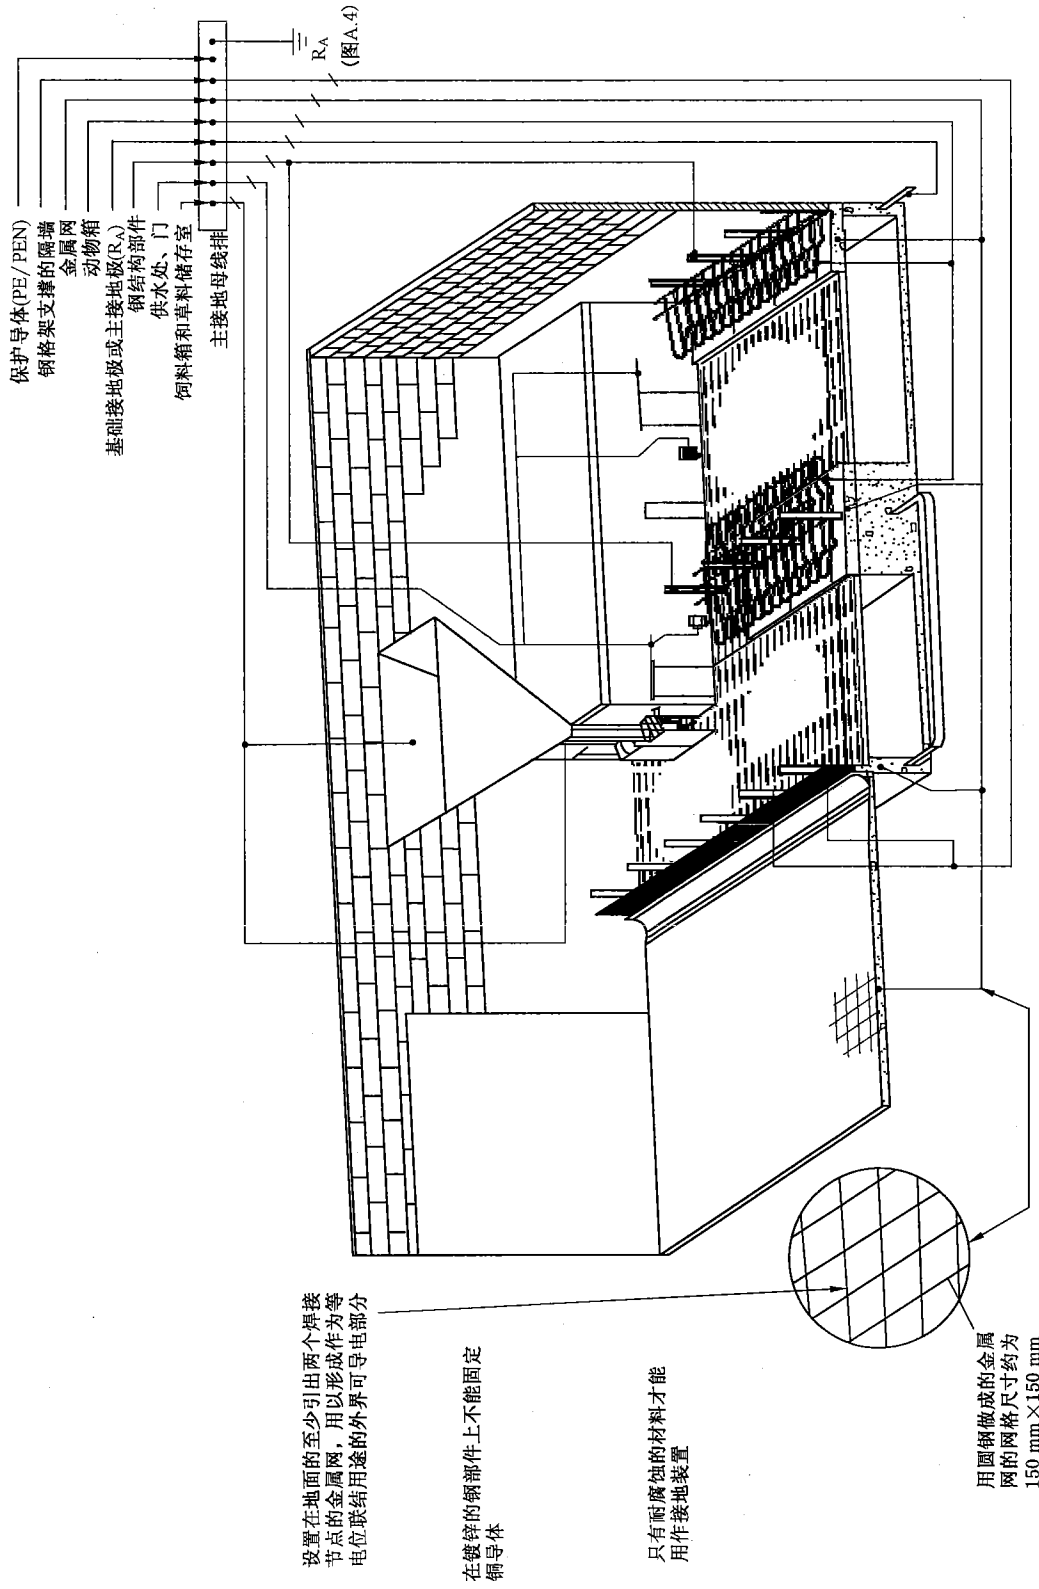 保护导体(PE/PEN)
钢格架支撑的隔墙
金属网
动物箱
基础接地极或主接地极(RA)
钢结构部件
供水处、门
饲料箱和草料储存室
主接地母线排
RA
(图A.4)
设置在地面的至少引出两个焊接
节点的金属网，用以形成作为等
电位联结用途的外界可导电部分
在镀锌的钢部件上不能固定
铜导体
只有耐腐蚀的材料才能
用作接地装置
用圆钢做成的金属
网的网格尺寸约为
150 mm×150 mm